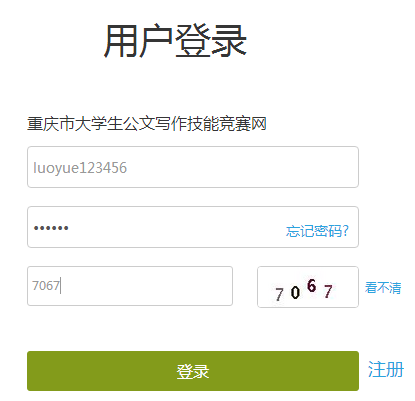 用户登录
重庆市大学生公文写作技能竞赛网
luoyue123456
•••••• 忘记密码?
7067 7067 看不清
登录 注册